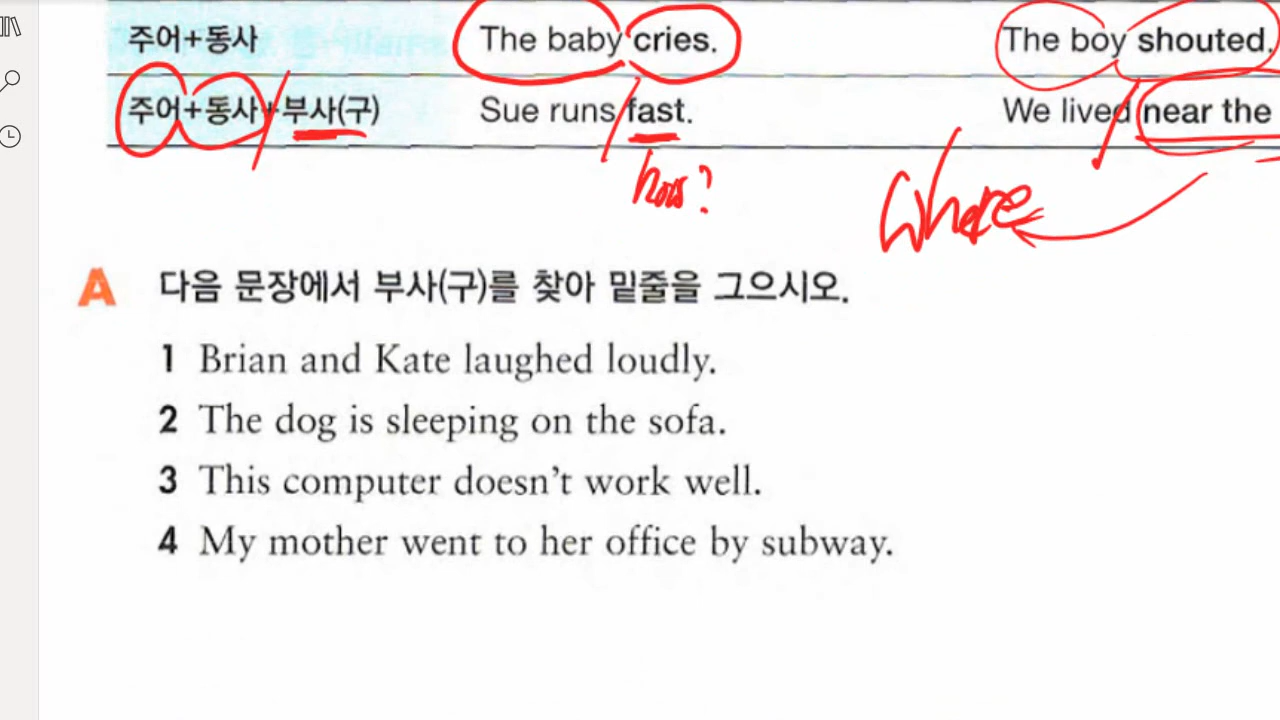 주어+동사 The baby cries. The boy shouted.
주어+동사+부사(구) Sue runs fast. We lived near the
how?
Where
A 다음 문장에서 부사(구)를 찾아 밑줄을 그으시오.
1 Brian and Kate laughed loudly.
2 The dog is sleeping on the sofa.
3 This computer doesn't work well.
4 My mother went to her office by subway.